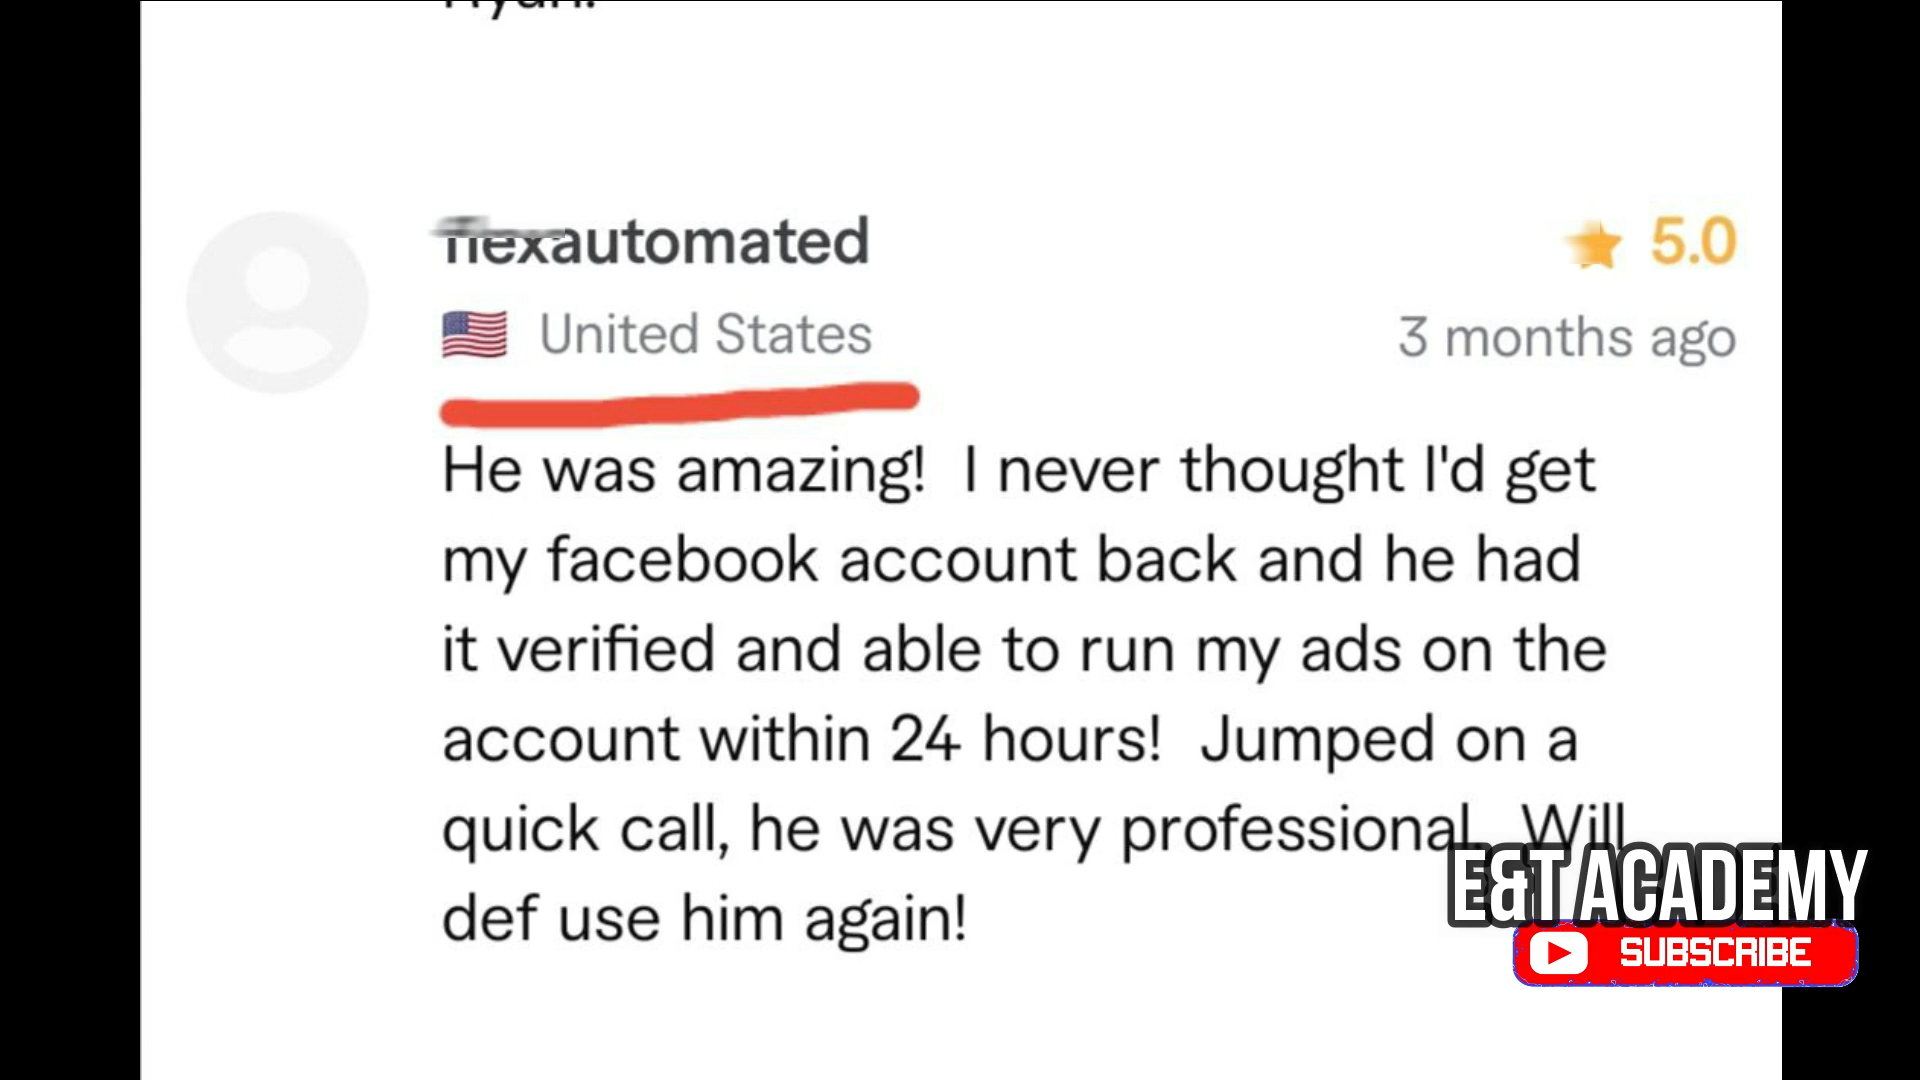 flexautomated
5.0
United States
3 months ago
He was amazing!  I never thought I'd get
my facebook account back and he had
it verified and able to run my ads on the
account within 24 hours!  Jumped on a
quick call, he was very professional.  Will
def use him again!
E&T ACADEMY
SUBSCRIBE